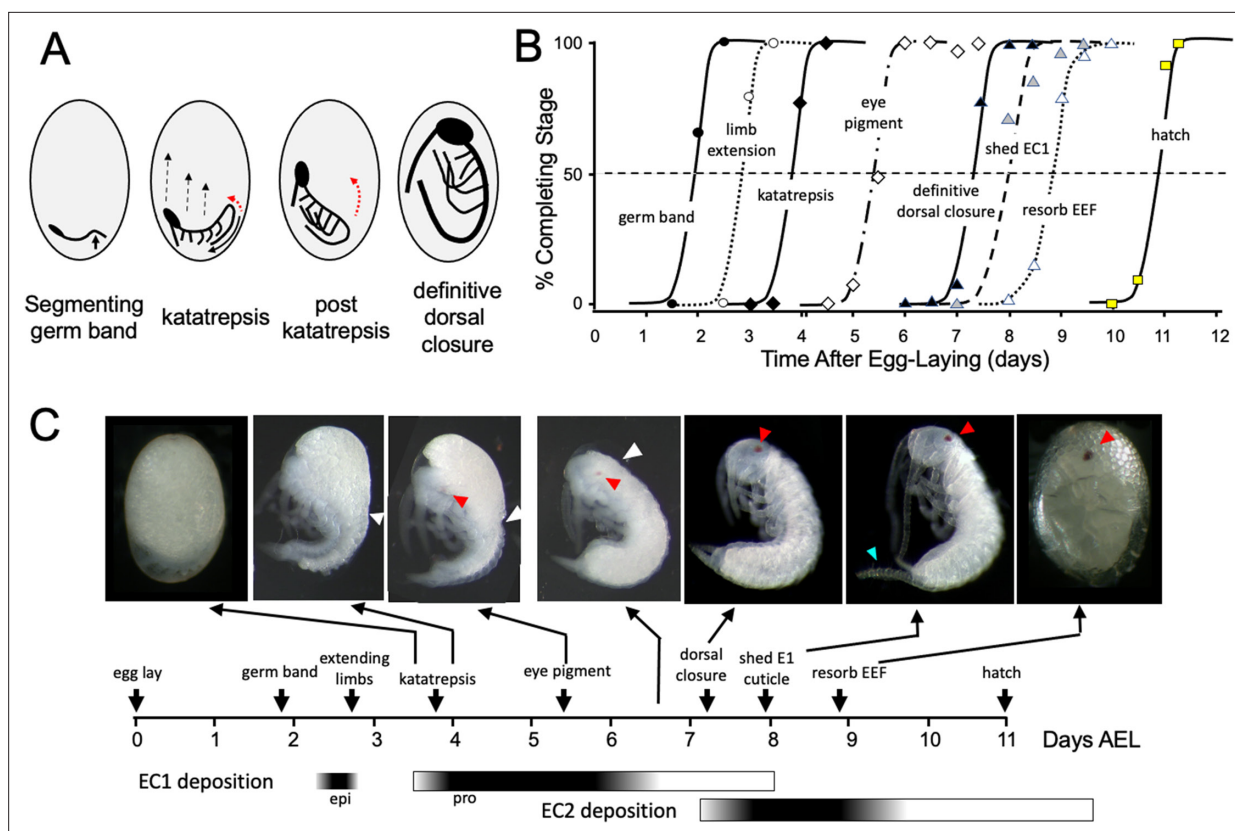 A
Segmenting
germ band
katatrepsis
post
katatrepsis
definitive
dorsal
closure
B
% Completing Stage
100
50
0
germ band
limb
extension
katatrepsis
eye
pigment
definitive
dorsal closure
shed EC1
resorb EEF
hatch
0 1 2 3 4 5 6 7 8 9 10 11 12
Time After Egg-Laying (days)
C
egg lay
germ band
extending
limbs
katatrepsis
eye pigment
dorsal
closure
shed E1
cuticle
resorb EEF
hatch
0 1 2 3 4 5 6 7 8 9 10 11 Days AEL
EC1 deposition
epi
pro
EC2 deposition